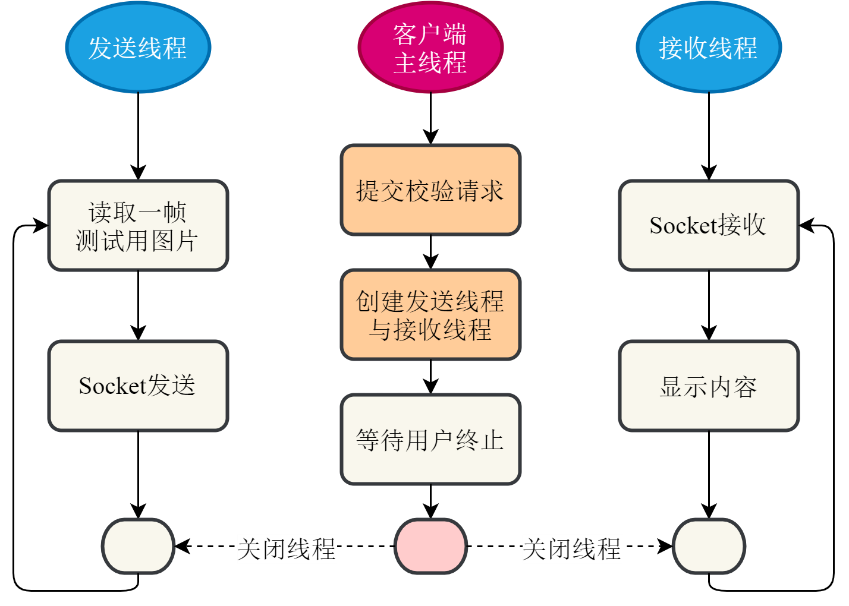 发送线程
客户端
主线程
接收线程
读取一帧
测试用图片
提交校验请求
Socket接收
创建发送线程
与接收线程
Socket发送
显示内容
等待用户终止
关闭线程
关闭线程